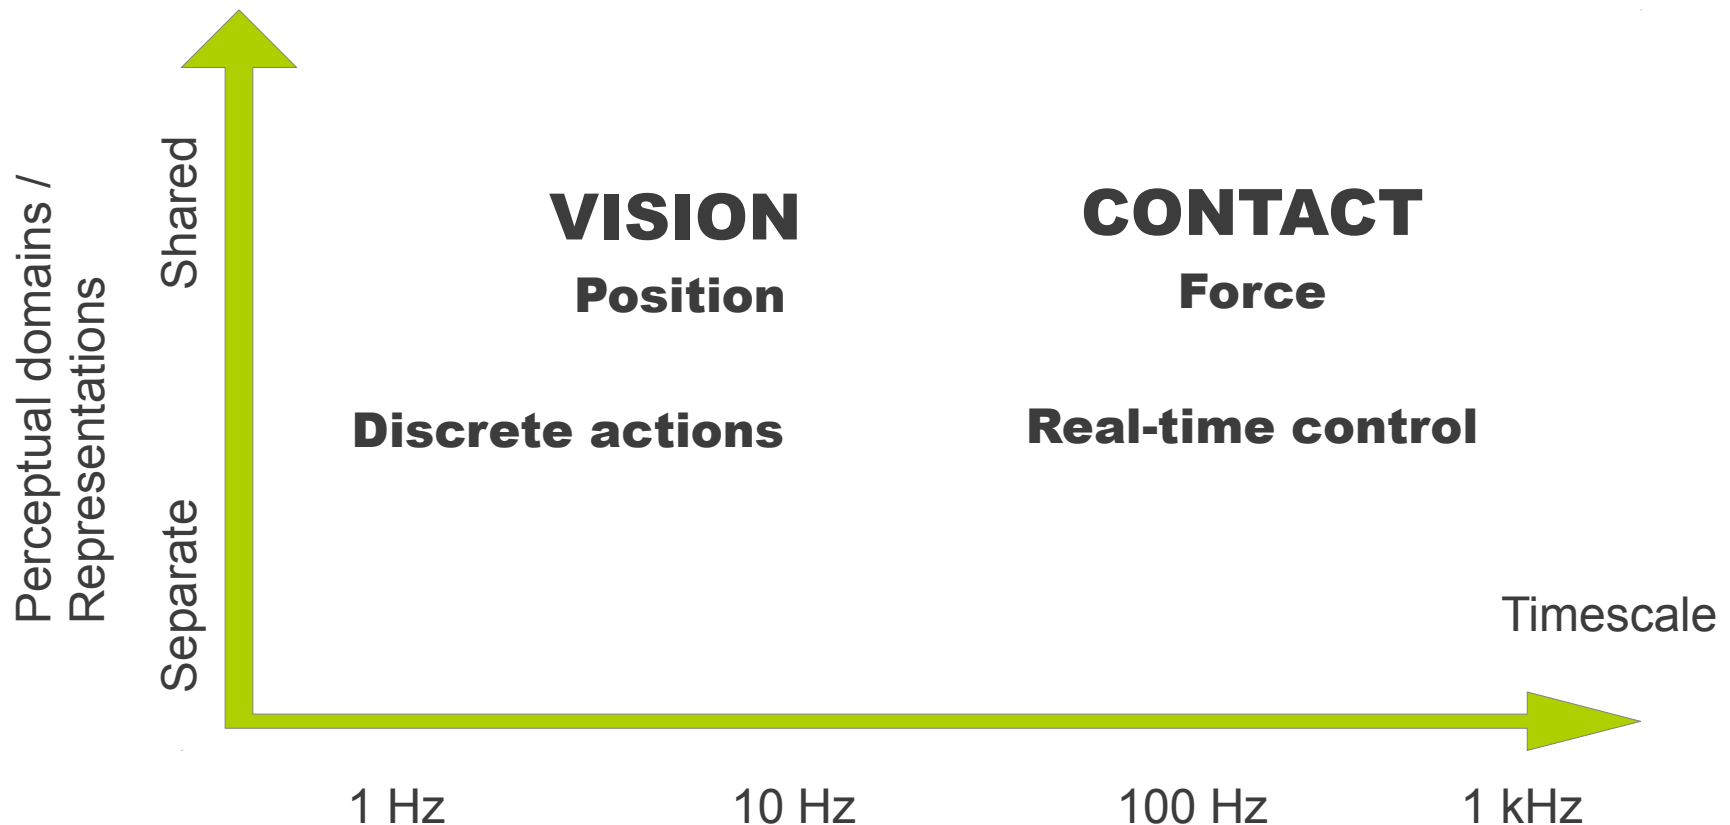 Perceptual domains /
Representations
Shared
Separate
VISION
Position
CONTACT
Force
Discrete actions
Real-time control
Timescale
1 Hz
10 Hz
100 Hz
1 kHz